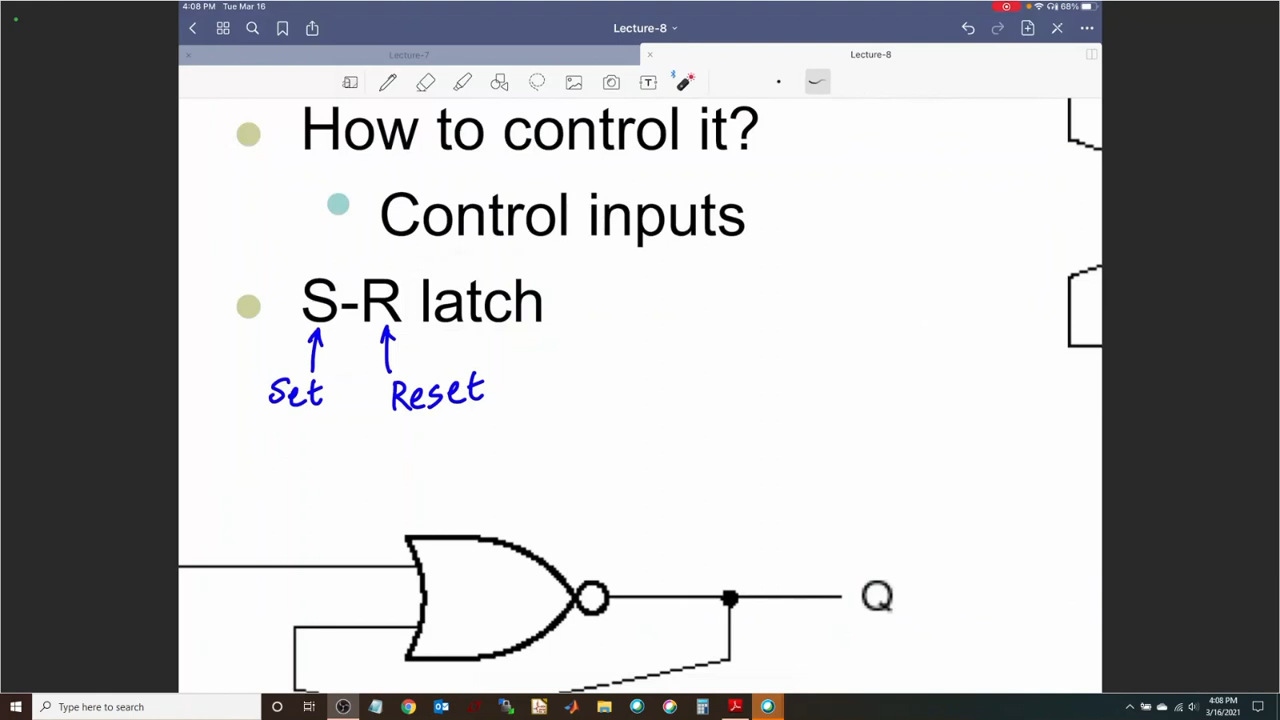 4:08 PM Tue Mar 16
68%
Lecture-8
Lecture-7
Lecture-8
T
How to control it?
Control inputs
S-R latch
Set Reset
Q
Type here to search
4:08 PM
3/16/2021